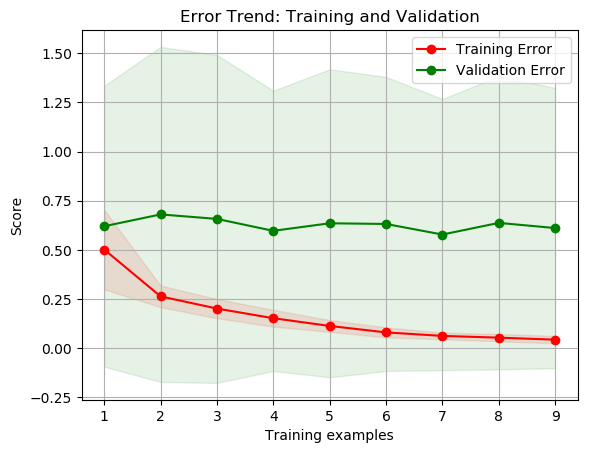 Error Trend: Training and Validation
Training Error
Validation Error
Score
1.50
1.25
1.00
0.75
0.50
0.25
0.00
−0.25
1 2 3 4 5 6 7 8 9
Training examples